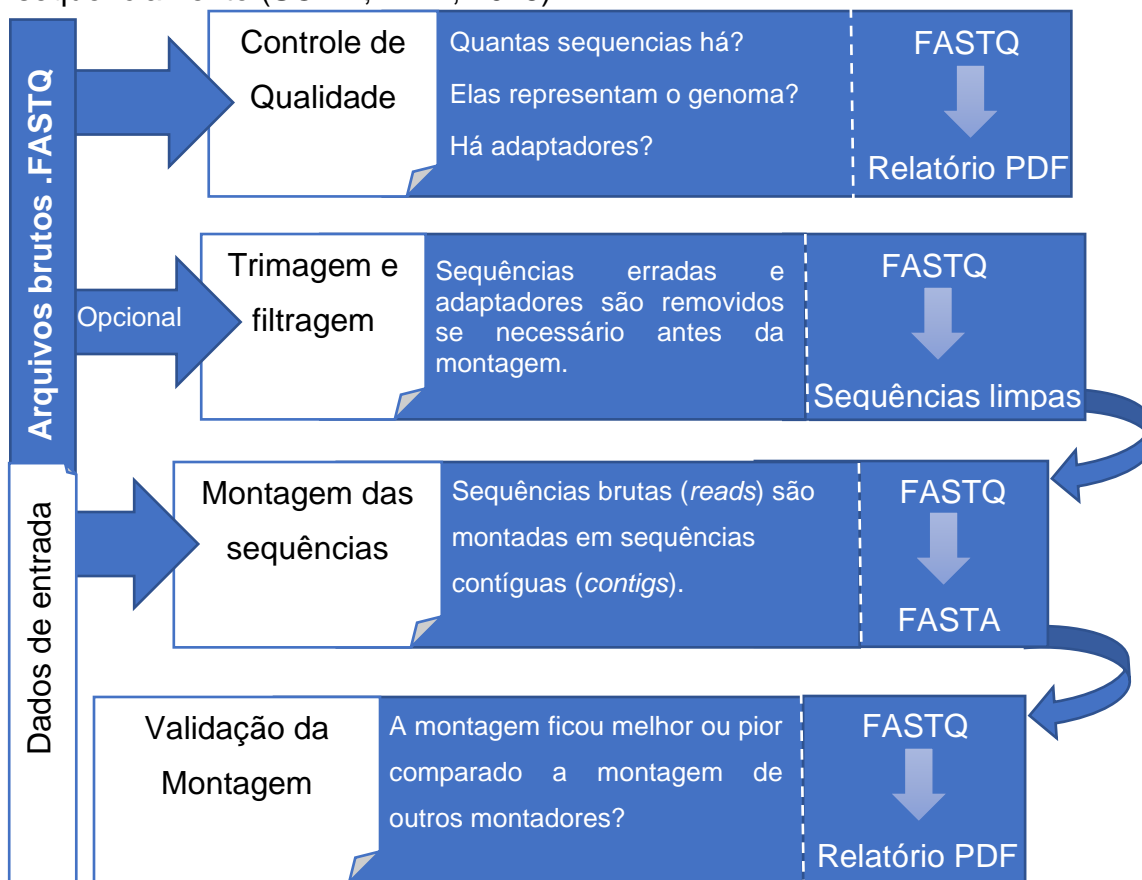 Arquivos brutos .FASTQ
Dados de entrada
Controle de
Qualidade
Quantas sequencias há?
Elas representam o genoma?
Há adaptadores?
FASTQ
Relatório PDF
Opcional
Trimagem e
filtragem
Sequências erradas e
adaptadores são removidos
se necessário antes da
montagem.
FASTQ
Sequências limpas
Montagem das
sequências
Sequências brutas (reads) são
montadas em sequências
contíguas (contigs).
FASTQ
FASTA
Validação da
Montagem
A montagem ficou melhor ou pior
comparado a montagem de
outros montadores?
FASTQ
Relatório PDF